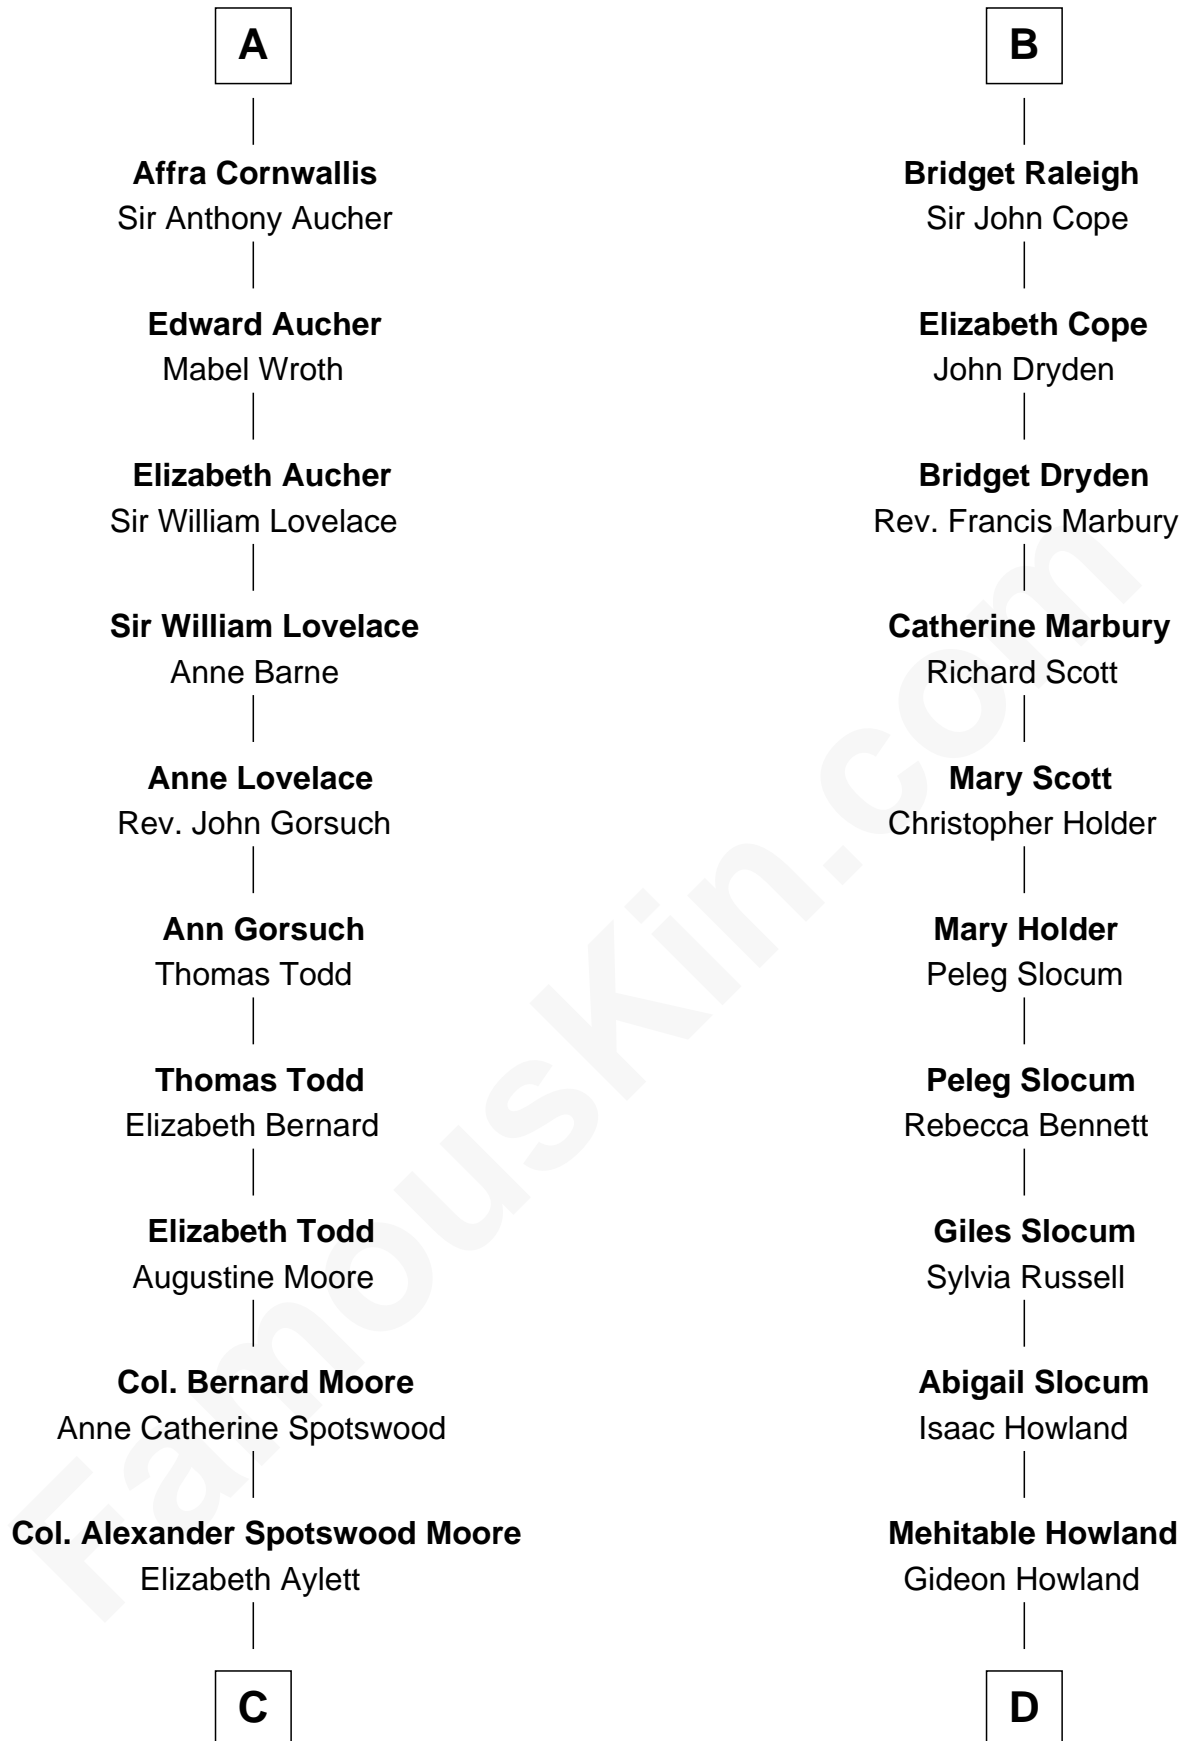 A
Affra Cornwallis
Sir Anthony Aucher
Edward Aucher
Mabel Wroth
Elizabeth Aucher
Sir William Lovelace
Sir William Lovelace
Anne Barne
Anne Lovelace
Rev. John Gorsuch
Ann Gorsuch
Thomas Todd
Thomas Todd
Elizabeth Bernard
Elizabeth Todd
Augustine Moore
Col. Bernard Moore
Anne Catherine Spotswood
Col. Alexander Spotswood Moore
Elizabeth Aylett
C
B
Bridget Raleigh
Sir John Cope
Elizabeth Cope
John Dryden
Bridget Dryden
Rev. Francis Marbury
Catherine Marbury
Richard Scott
Mary Scott
Christopher Holder
Mary Holder
Peleg Slocum
Peleg Slocum
Rebecca Bennett
Giles Slocum
Sylvia Russell
Abigail Slocum
Isaac Howland
Mehitable Howland
Gideon Howland
D
FamousKin.com